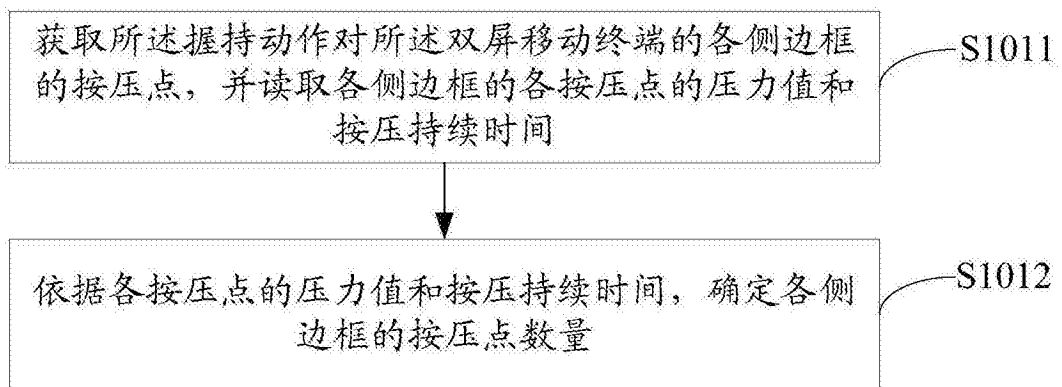 获取所述握持动作对所述双屏移动终端的各侧边框
的按压点，并读取各侧边框的各按压点的压力值和
按压持续时间
S1011
依据各按压点的压力值和按压持续时间，确定各侧
边框的按压点数量
S1012